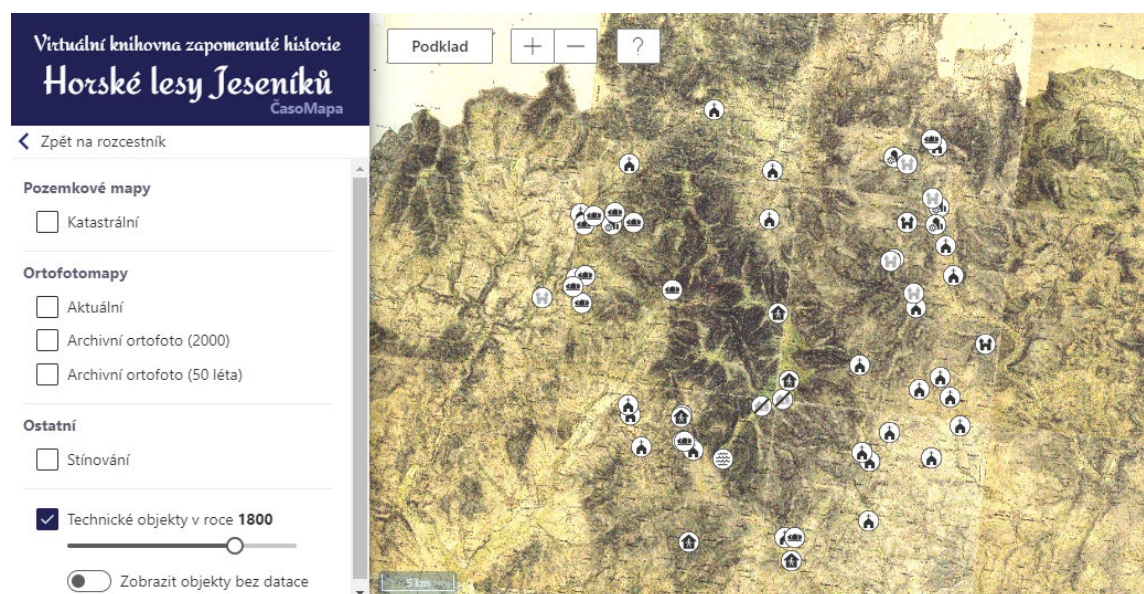 Virtuální knihovna zapomenuté historie
Horské lesy Jeseníků
ČasoMapa
Zpět na rozcestník
Pozemkové mapy
Katastrální
Ortofotomapy
Aktuální
Archivní ortofoto (2000)
Archivní ortofoto (50 léta)
Ostatní
Stínování
Technické objekty v roce 1800
Zobrazit objekty bez datace
Podklad
+
−
?
5 km